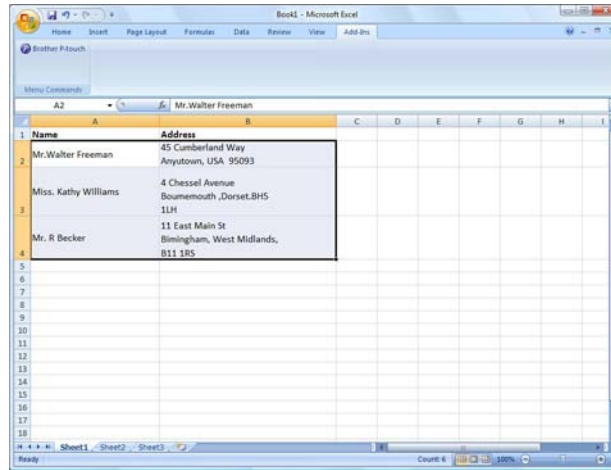 Book1 - Microsoft Excel
Home Insert Page Layout Formulas Data Review View Add-Ins
Brother P-touch
Menu Commands
A2 fx Mr.Walter Freeman
A B C D E F G H I
1 Name Address
2 Mr.Walter Freeman 45 Cumberland Way
Anyutown, USA 95093
3 Miss. Kathy Williams 4 Chessel Avenue
Boumemouth ,Dorset.BH5
1LH
4 Mr. R Becker 11 East Main St
Bimingham, West Midlands,
B11 1RS
5
6
7
8
9
10
11
12
13
14
15
16
17
18
Sheet1 Sheet2 Sheet3
Ready Count: 6 100%